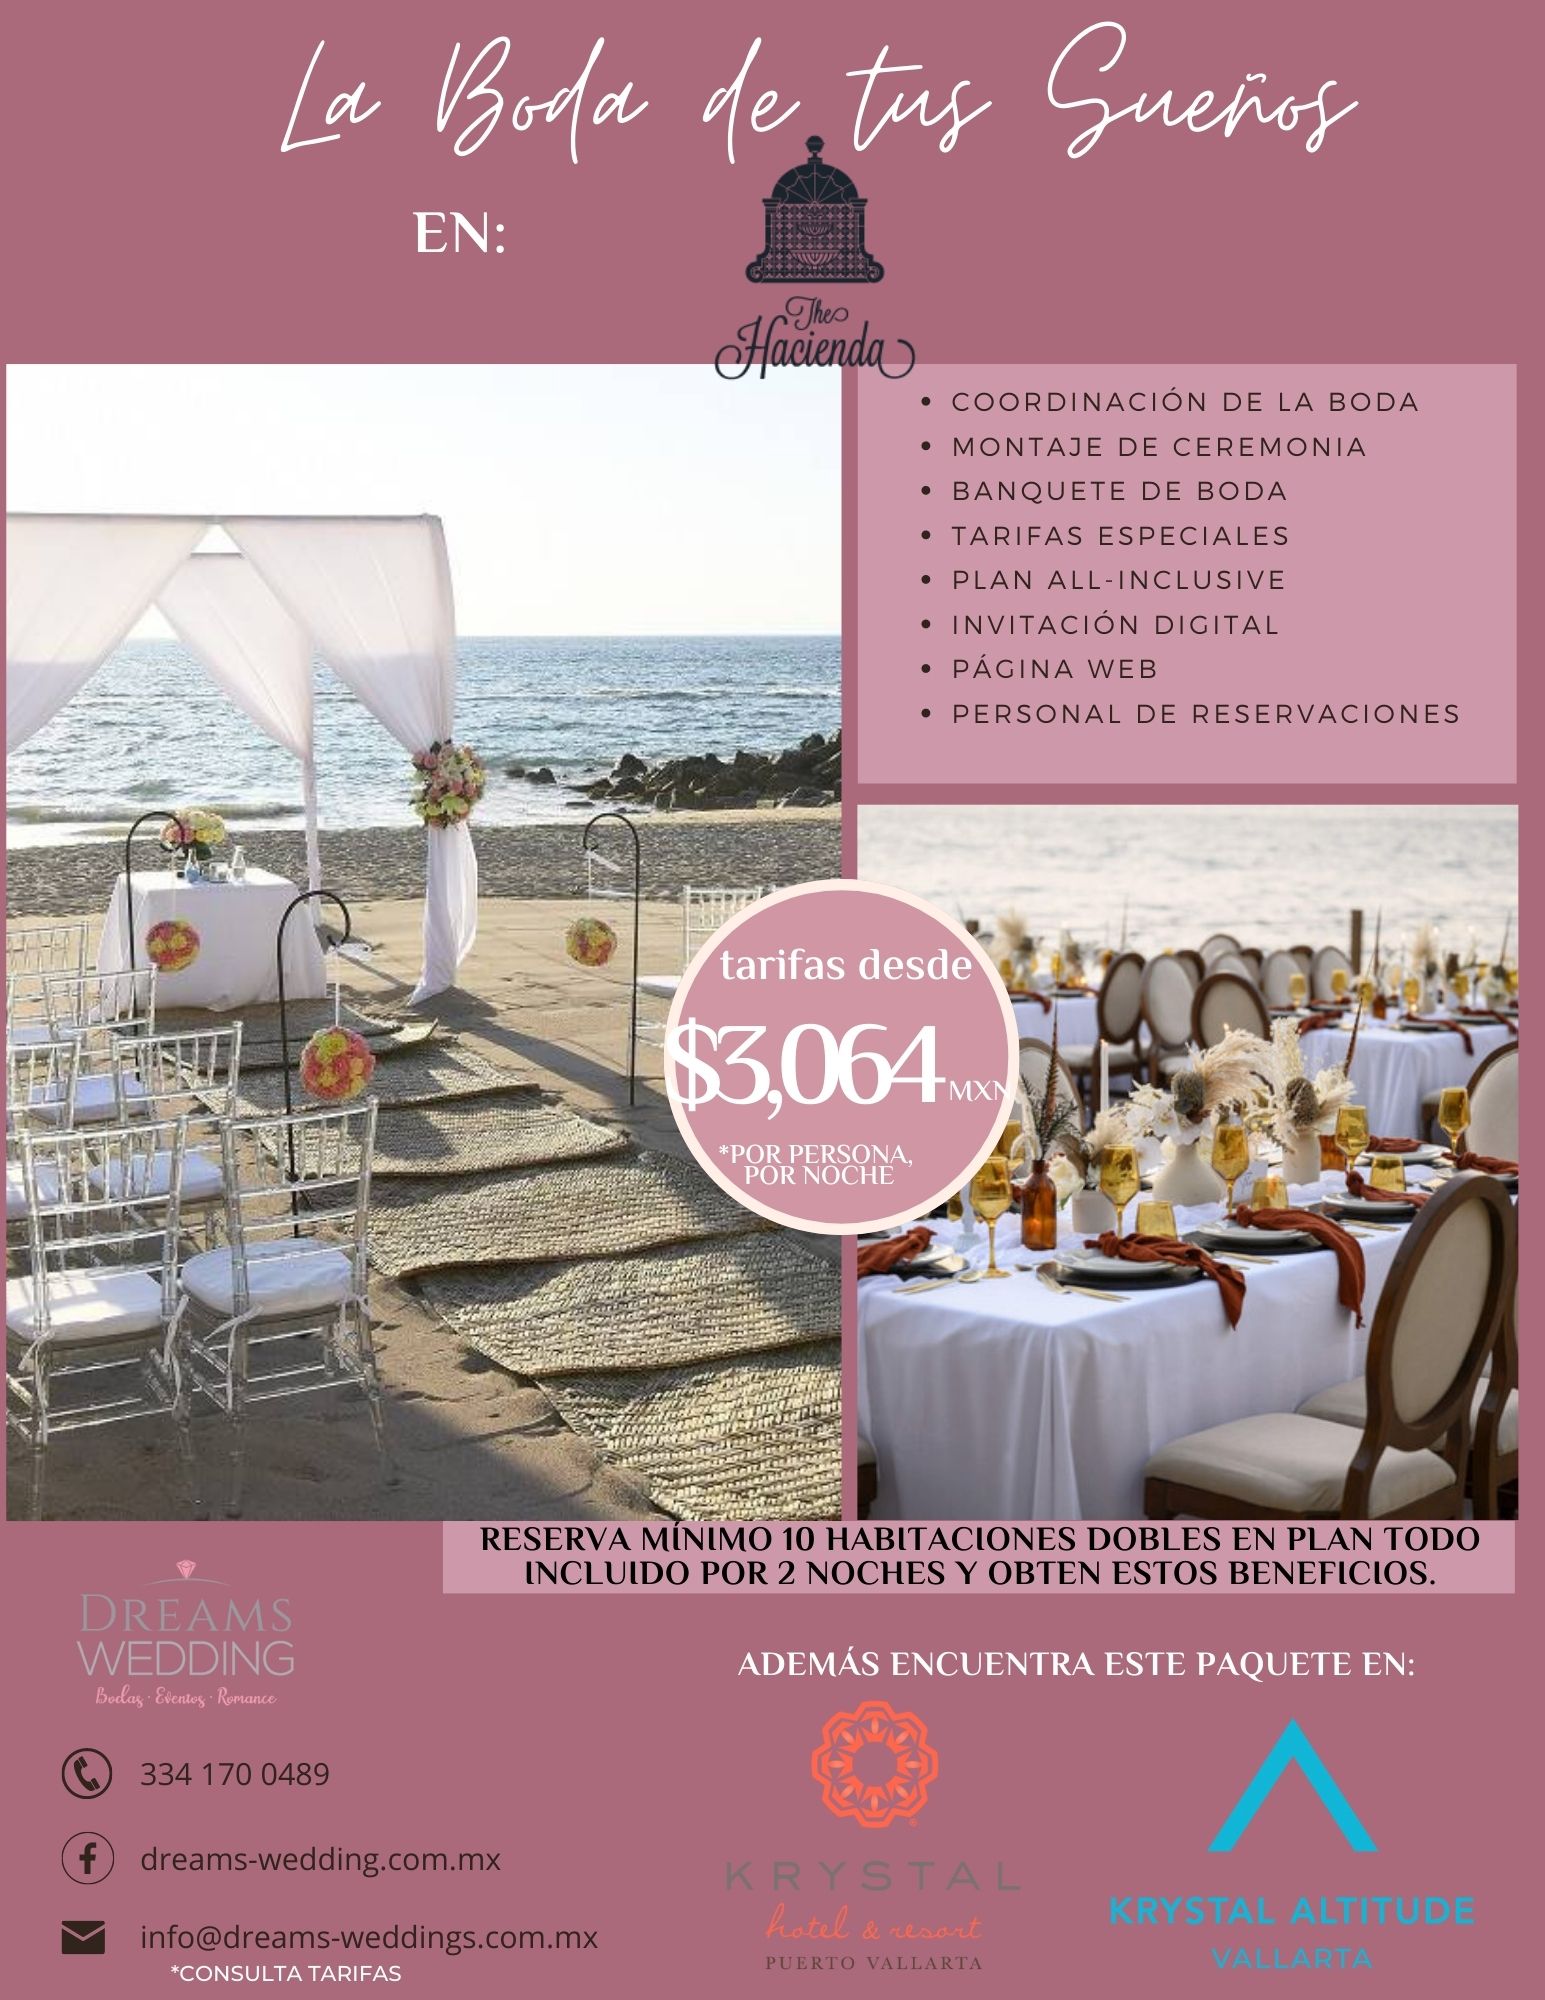 La Boda de tus Sueños
EN:
The
Hacienda
• COORDINACIÓN DE LA BODA
• MONTAJE DE CEREMONIA
• BANQUETE DE BODA
• TARIFAS ESPECIALES
• PLAN ALL-INCLUSIVE
• INVITACIÓN DIGITAL
• PÁGINA WEB
• PERSONAL DE RESERVACIONES
tarifas desde
$3,064 MXN
*POR PERSONA,
POR NOCHE
RESERVA MÍNIMO 10 HABITACIONES DOBLES EN PLAN TODO
INCLUIDO POR 2 NOCHES Y OBTEN ESTOS BENEFICIOS.
DREAMS
WEDDING
Bodas · Eventos · Romance
334 170 0489
dreams-wedding.com.mx
info@dreams-weddings.com.mx
*CONSULTA TARIFAS
ADEMÁS ENCUENTRA ESTE PAQUETE EN:
KRYSTAL
hotel & resort
PUERTO VALLARTA
KRYSTAL ALTITUDE
VALLARTA